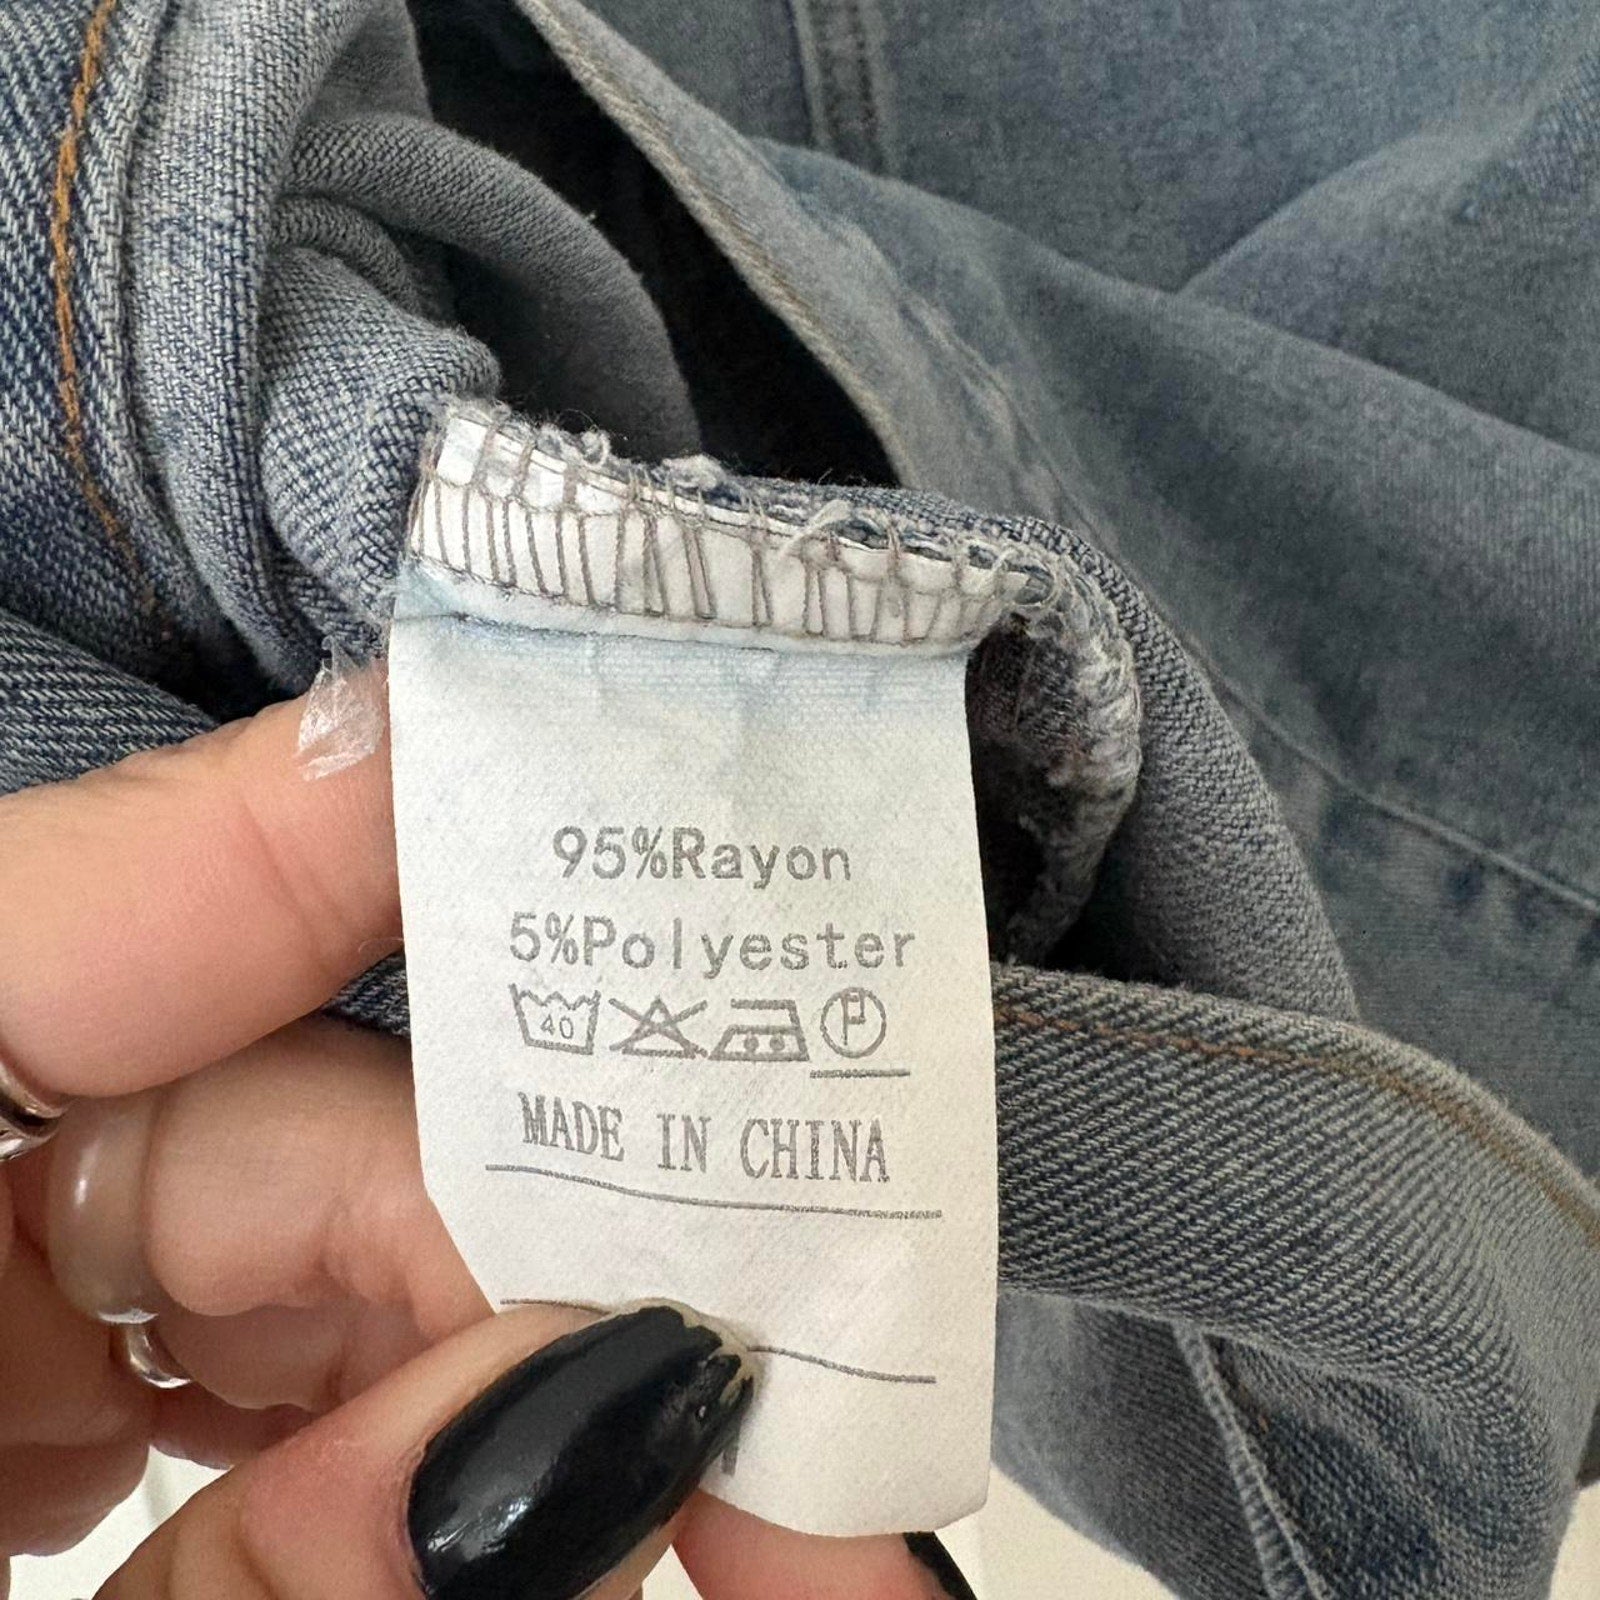 95%Rayon
5%Polyester
40 P
MADE IN CHINA